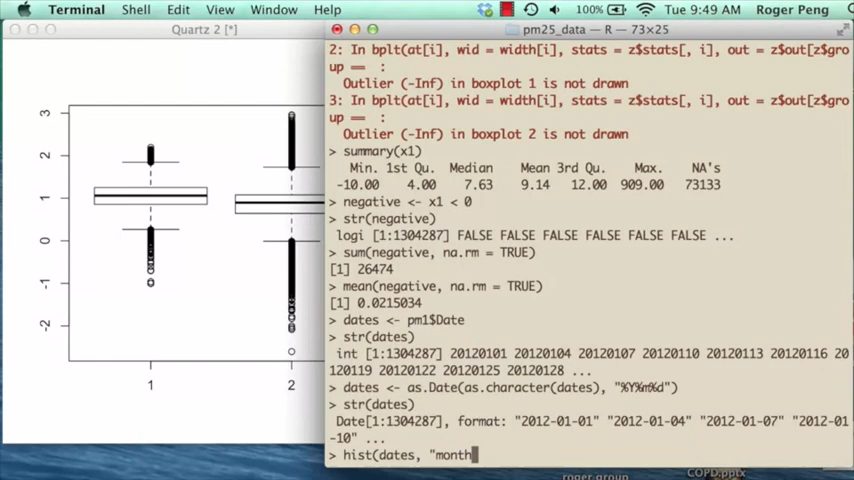 Terminal Shell Edit View Window Help 100% Tue 9:49 AM Roger Peng
Quartz 2 [*]
pm25_data — R — 73×25
2: In bplt(at[i], wid = width[i], stats = z$stats[, i], out = z$out[z$gro
up == :
Outlier (-Inf) in boxplot 1 is not drawn
3: In bplt(at[i], wid = width[i], stats = z$stats[, i], out = z$out[z$gro
up == :
Outlier (-Inf) in boxplot 2 is not drawn
> summary(x1)
Min. 1st Qu. Median Mean 3rd Qu. Max. NA's
-10.00 4.00 7.63 9.14 12.00 909.00 73133
> negative <- x1 < 0
> str(negative)
logi [1:1304287] FALSE FALSE FALSE FALSE FALSE FALSE ...
> sum(negative, na.rm = TRUE)
[1] 26474
> mean(negative, na.rm = TRUE)
[1] 0.0215034
> dates <- pm1$Date
> str(dates)
int [1:1304287] 20120101 20120104 20120107 20120110 20120113 20120116 20
120119 20120122 20120125 20120128 ...
> dates <- as.Date(as.character(dates), "%Y%m%d")
> str(dates)
Date[1:1304287], format: "2012-01-01" "2012-01-04" "2012-01-07" "2012-01
-10" ...
> hist(dates, "month
3
2
1
0
-1
-2
1 2
roger group
COPD.pptx